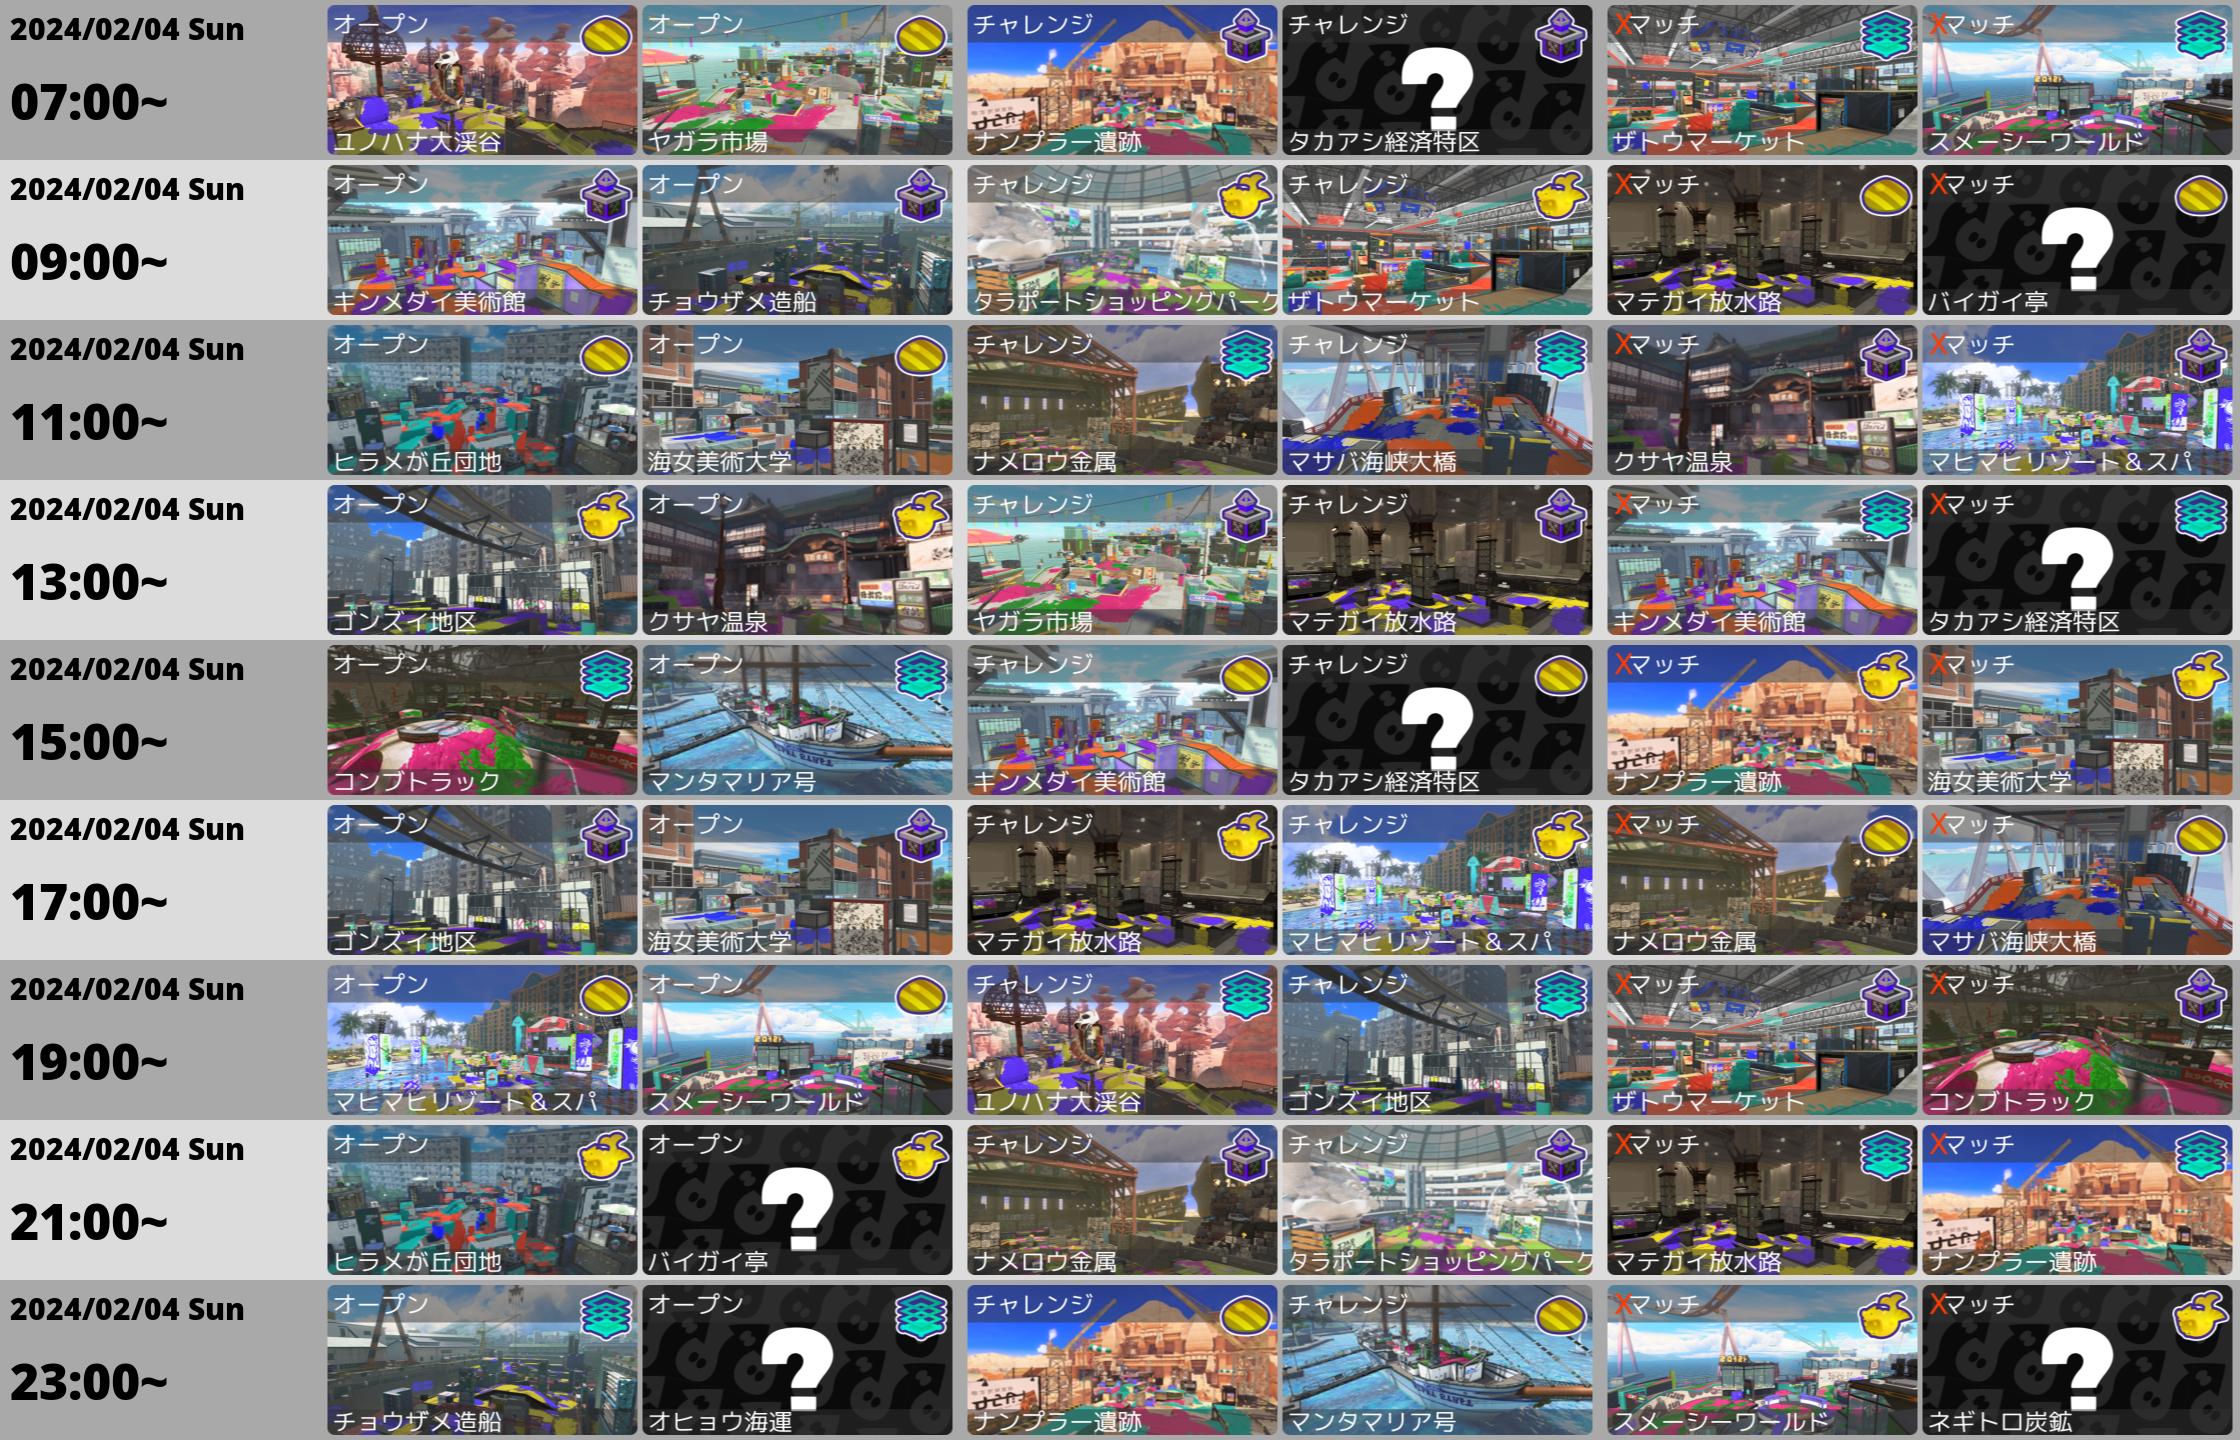 2024/02/04 Sun
07:00~
オープン
ユノハナ大渓谷
オープン
ヤガラ市場
チャレンジ
ナンプラー遺跡
チャレンジ
タカアシ経済特区
Xマッチ
ザトウマーケット
Xマッチ
スメーシーワールド
2024/02/04 Sun
09:00~
オープン
キンメダイ美術館
オープン
チョウザメ造船
チャレンジ
タラポートショッピングパーク
チャレンジ
ザトウマーケット
Xマッチ
マテガイ放水路
Xマッチ
バイガイ亭
2024/02/04 Sun
11:00~
オープン
ヒラメが丘団地
オープン
海女美術大学
チャレンジ
ナメロウ金属
チャレンジ
マサバ海峡大橋
Xマッチ
クサヤ温泉
Xマッチ
マヒマヒリゾート＆スパ
2024/02/04 Sun
13:00~
オープン
ゴンズイ地区
オープン
クサヤ温泉
チャレンジ
ヤガラ市場
チャレンジ
マテガイ放水路
Xマッチ
キンメダイ美術館
Xマッチ
タカアシ経済特区
2024/02/04 Sun
15:00~
オープン
コンブトラック
オープン
マンタマリア号
チャレンジ
キンメダイ美術館
チャレンジ
タカアシ経済特区
Xマッチ
ナンプラー遺跡
Xマッチ
海女美術大学
2024/02/04 Sun
17:00~
オープン
ゴンズイ地区
オープン
海女美術大学
チャレンジ
マテガイ放水路
チャレンジ
マヒマヒリゾート＆スパ
Xマッチ
ナメロウ金属
Xマッチ
マサバ海峡大橋
2024/02/04 Sun
19:00~
オープン
マヒマヒリゾート＆スパ
オープン
スメーシーワールド
チャレンジ
ユノハナ大渓谷
チャレンジ
ゴンズイ地区
Xマッチ
ザトウマーケット
Xマッチ
コンブトラック
2024/02/04 Sun
21:00~
オープン
ヒラメが丘団地
オープン
バイガイ亭
チャレンジ
ナメロウ金属
チャレンジ
タラポートショッピングパーク
Xマッチ
マテガイ放水路
Xマッチ
ナンプラー遺跡
2024/02/04 Sun
23:00~
オープン
チョウザメ造船
オープン
オヒョウ海運
チャレンジ
ナンプラー遺跡
チャレンジ
マンタマリア号
Xマッチ
スメーシーワールド
Xマッチ
ネギトロ炭鉱